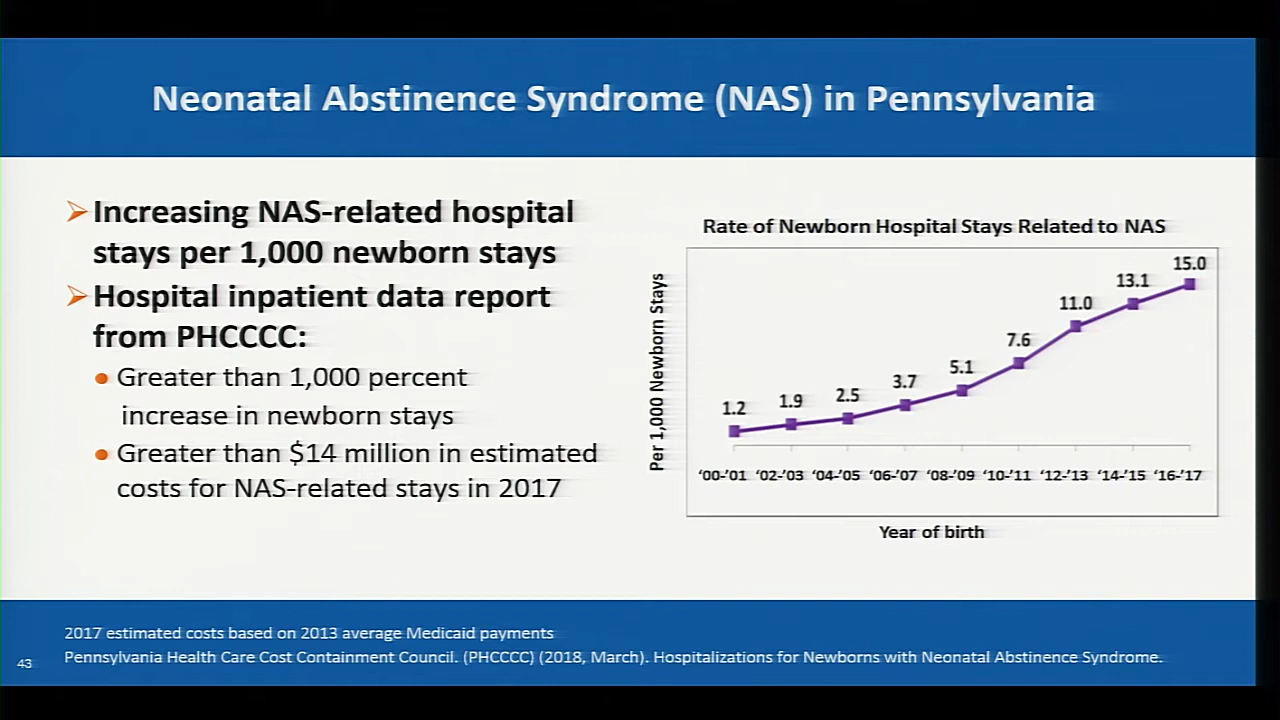 Neonatal Abstinence Syndrome (NAS) in Pennsylvania
➢Increasing NAS-related hospital
stays per 1,000 newborn stays
➢Hospital inpatient data report
from PHCCCC:
• Greater than 1,000 percent
increase in newborn stays
• Greater than $14 million in estimated
costs for NAS-related stays in 2017
Rate of Newborn Hospital Stays Related to NAS
Per 1,000 Newborn Stays
1.2 1.9 2.5 3.7 5.1 7.6 11.0 13.1 15.0
‘00-’01 ‘02-’03 ‘04-’05 ‘06-’07 ‘08-’09 ‘10-’11 ‘12-’13 ‘14-’15 ‘16-’17
Year of birth
2017 estimated costs based on 2013 average Medicaid payments
Pennsylvania Health Care Cost Containment Council. (PHCCCC) (2018, March). Hospitalizations for Newborns with Neonatal Abstinence Syndrome.
43